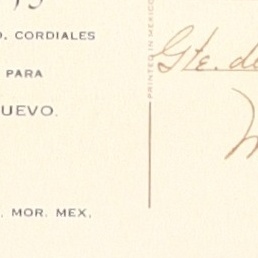 O, CORDIALES
PARA
UEVO.
, MOR. MEX,
PRINTED IN MEXICO
Gte. de